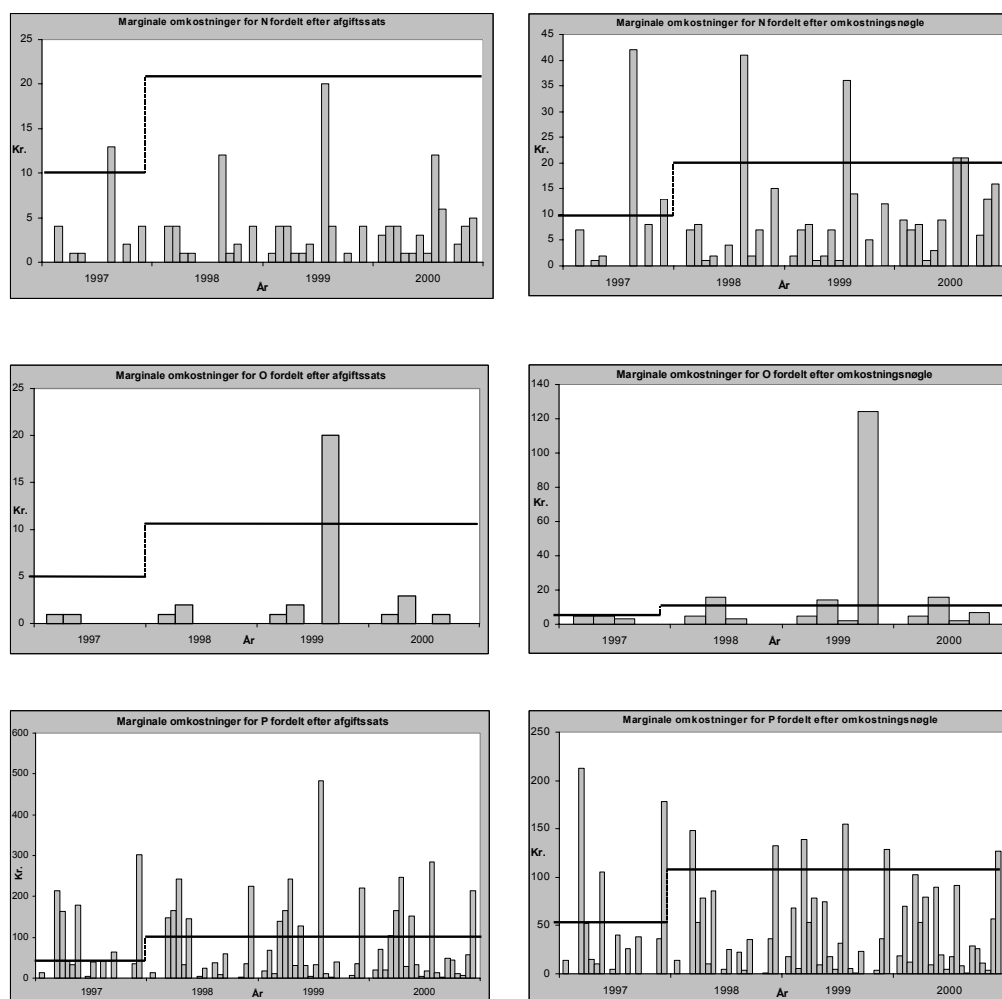 Marginale omkostninger for N fordelt efter afgiftssats
25
20
15
Kr.
10
5
0
1997 1998 1999 2000
År
Marginale omkostninger for N fordelt efter omkostningsnøgle
45
40
35
30
25
Kr.
20
15
10
5
0
1997 1998 1999 2000
År
Marginale omkostninger for O fordelt efter afgiftssats
25
20
15
Kr.
10
5
0
1997 1998 1999 2000
År
Marginale omkostninger for O fordelt efter omkostningsnøgle
140
120
100
80
Kr.
60
40
20
0
1997 1998 1999 2000
År
Marginale omkostninger for P fordelt efter afgiftssats
600
500
400
300
Kr.
200
100
0
1997 1998 1999 2000
År
Marginale omkostninger for P fordelt efter omkostningsnøgle
250
200
150
Kr.
100
50
0
1997 1998 1999 2000
År